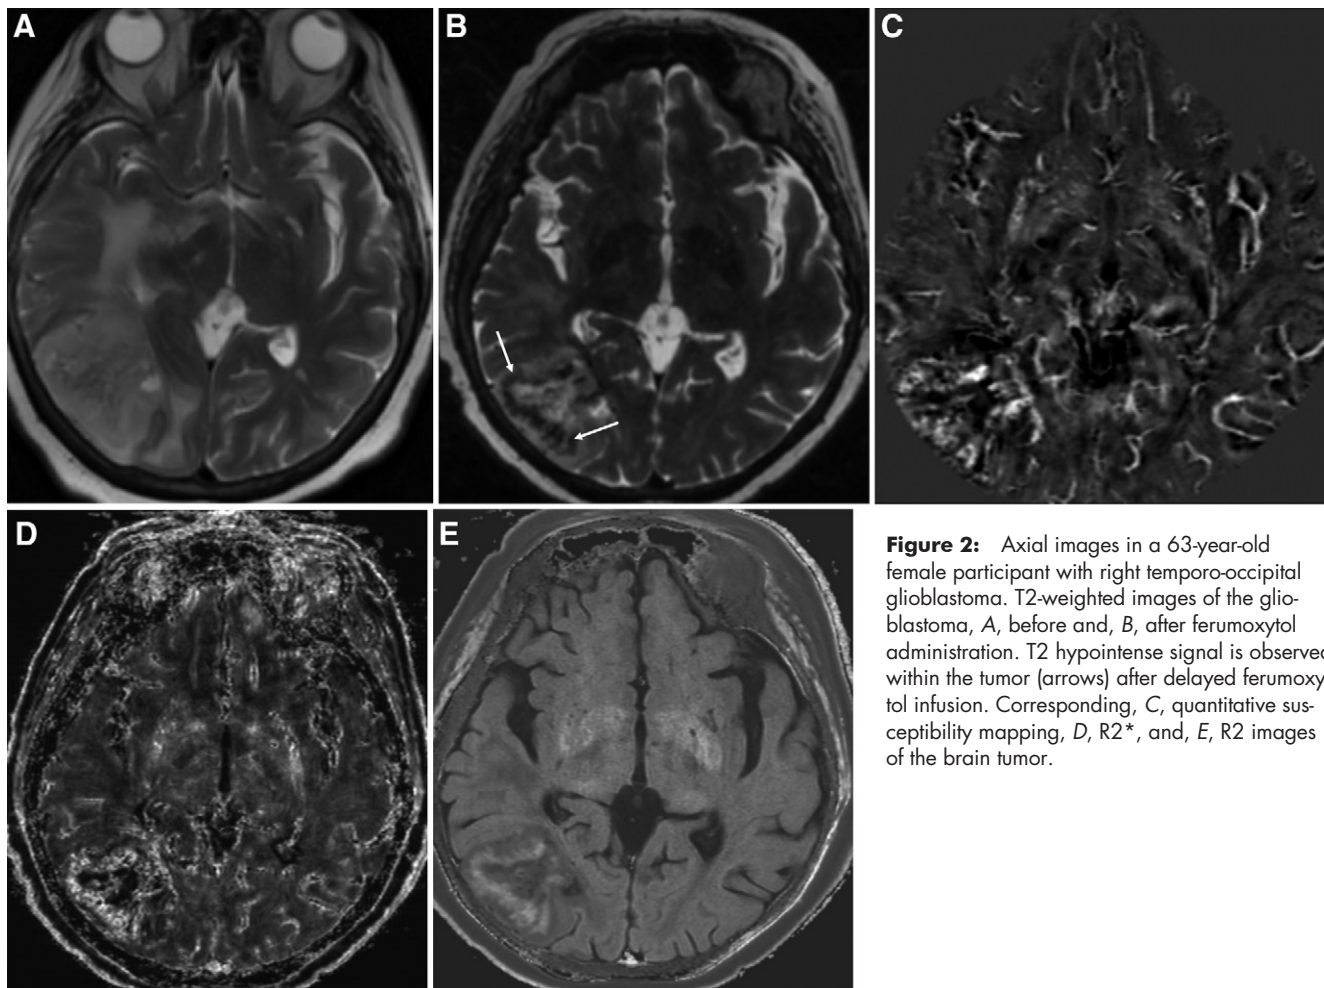 A
B
C
D
E
Figure 2: Axial images in a 63-year-old
female participant with right temporo-occipital
glioblastoma. T2-weighted images of the glio-
blastoma, A, before and, B, after ferumoxytol
administration. T2 hypointense signal is observed
within the tumor (arrows) after delayed ferumoxy
tol infusion. Corresponding, C, quantitative sus-
ceptibility mapping, D, R2*, and, E, R2 images
of the brain tumor.